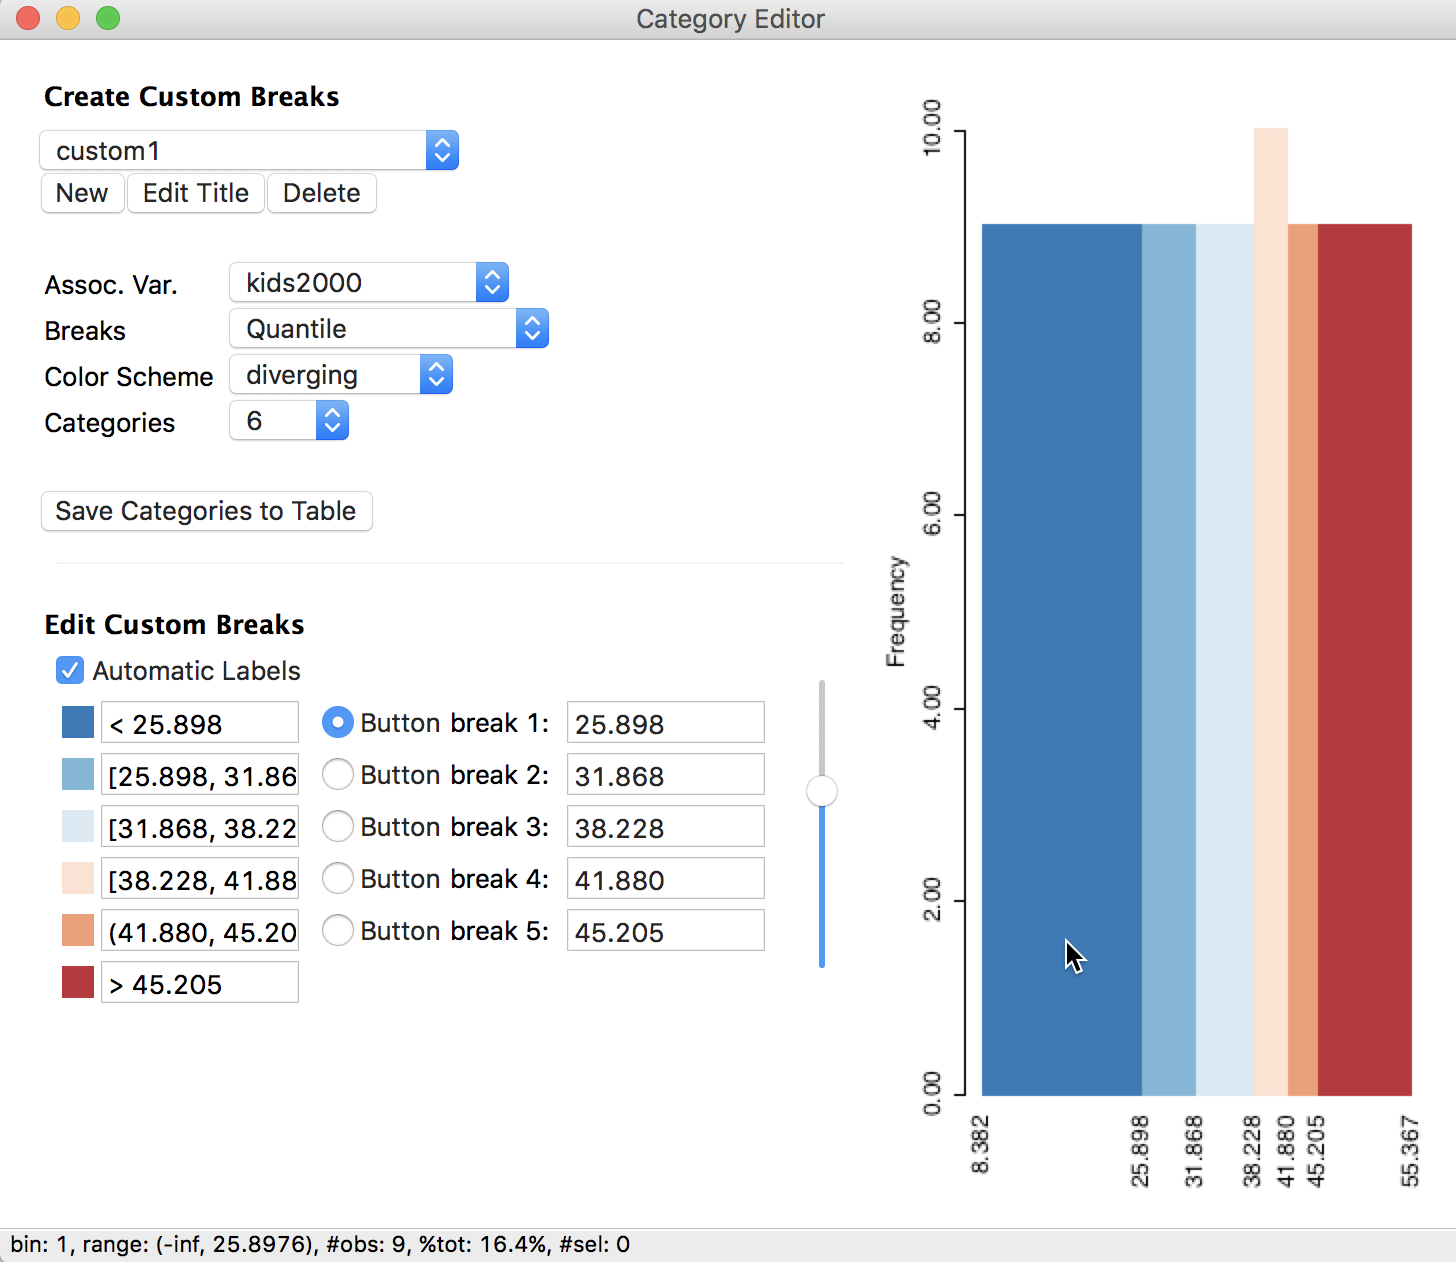 Category Editor
Create Custom Breaks
custom1
New Edit Title Delete
Assoc. Var. kids2000
Breaks Quantile
Color Scheme diverging
Categories 6
Save Categories to Table
Edit Custom Breaks
Automatic Labels
< 25.898 Button break 1: 25.898
[25.898, 31.86 Button break 2: 31.868
[31.868, 38.22 Button break 3: 38.228
[38.228, 41.88 Button break 4: 41.880
(41.880, 45.20 Button break 5: 45.205
> 45.205
10.00
8.00
6.00
4.00
2.00
0.00
Frequency
8.382 25.898 31.868 38.228 41.880 45.205 55.367
bin: 1, range: (-inf, 25.8976), #obs: 9, %tot: 16.4%, #sel: 0